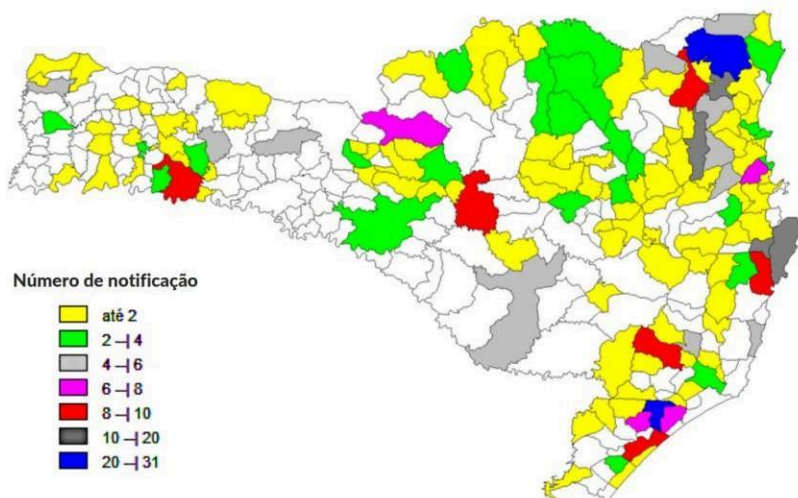 Número de notificação
até 2
2 ⊣ 4
4 ⊣ 6
6 ⊣ 8
8 ⊣ 10
10 ⊣ 20
20 ⊣ 31